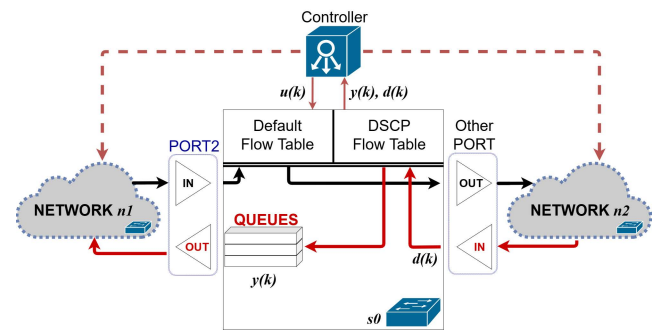 Controller
u(k)
y(k), d(k)
Default
Flow Table
DSCP
Flow Table
Other
PORT
PORT2
IN
OUT
NETWORK n1
NETWORK n2
QUEUES
OUT
IN
d(k)
y(k)
s0